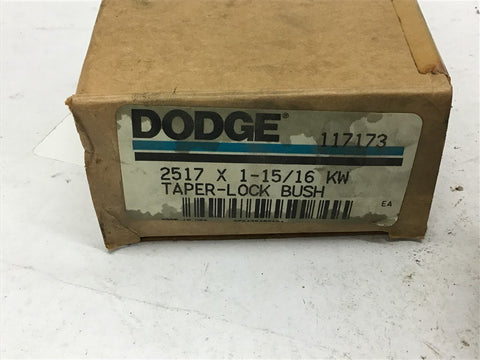 DODGE® 117173
2517 X 1-15/16 KW
TAPER-LOCK BUSH
EA